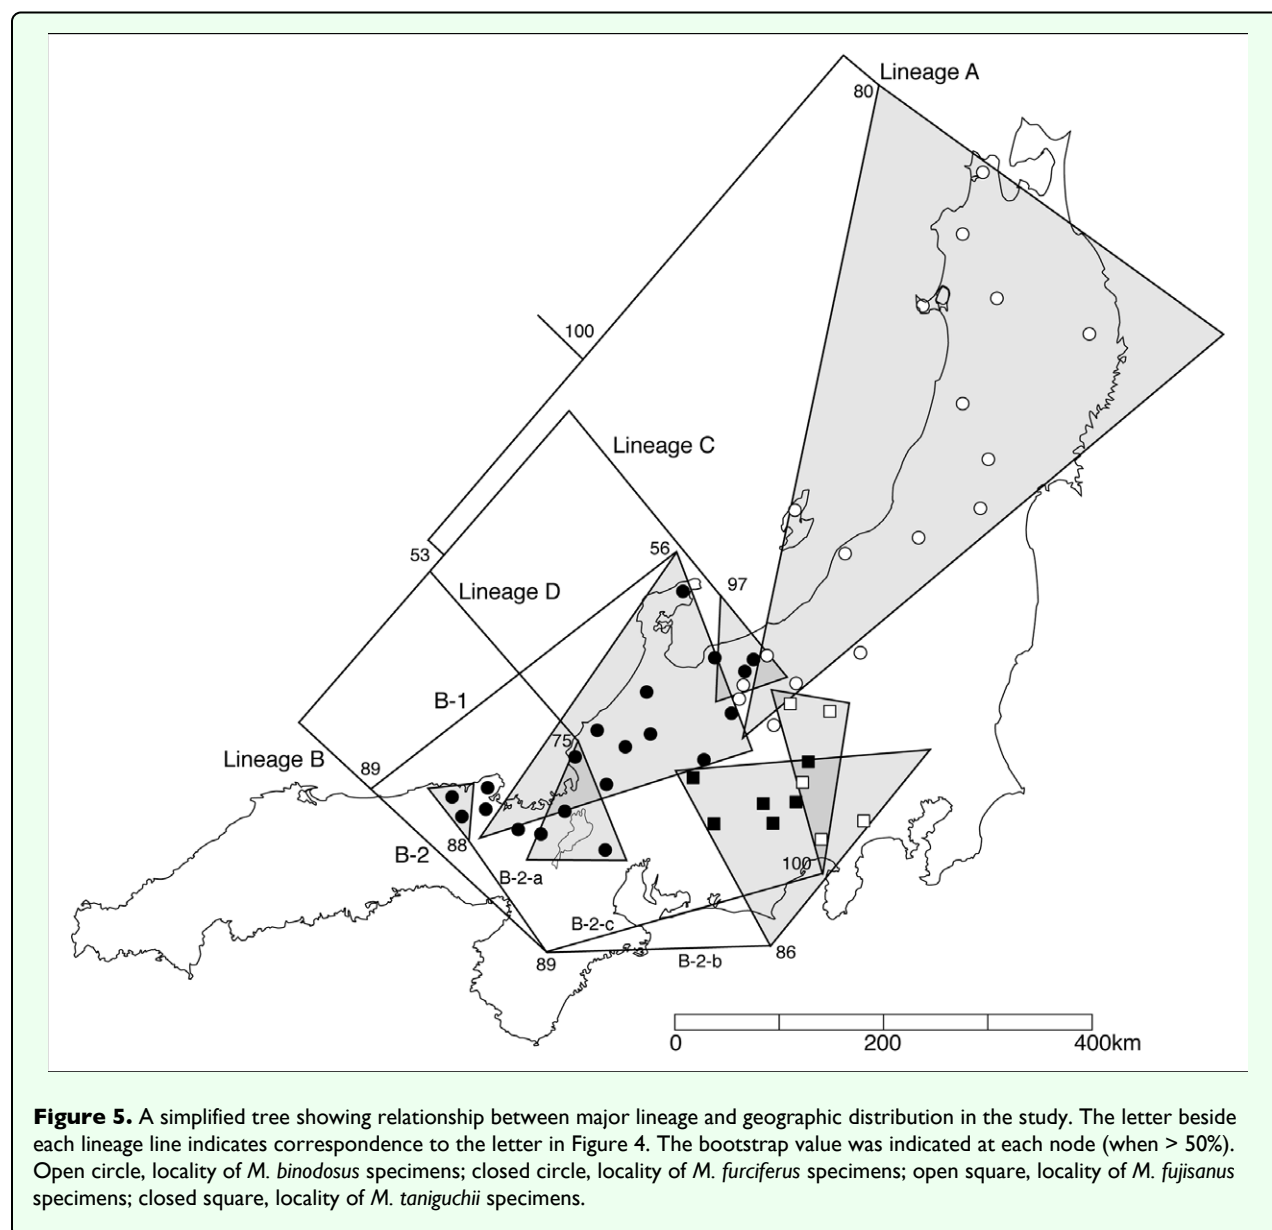 Lineage A
80
100
Lineage C
53
56
97
Lineage D
B-1
75
Lineage B
89
88
B-2
B-2-a
100
B-2-c
89
B-2-b
86
0 200 400km
Figure 5. A simplified tree showing relationship between major lineage and geographic distribution in the study. The letter beside
each lineage line indicates correspondence to the letter in Figure 4. The bootstrap value was indicated at each node (when > 50%).
Open circle, locality of M. binodosus specimens; closed circle, locality of M. furciferus specimens; open square, locality of M. fujisanus
specimens; closed square, locality of M. taniguchii specimens.